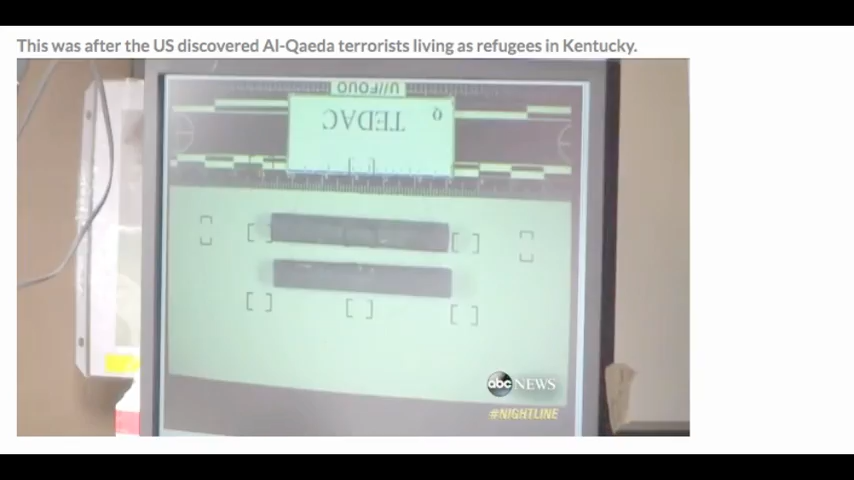 This was after the US discovered Al-Qaeda terrorists living as refugees in Kentucky.
U//FOUO
TEDAC
Q
abc NEWS
#NIGHTLINE